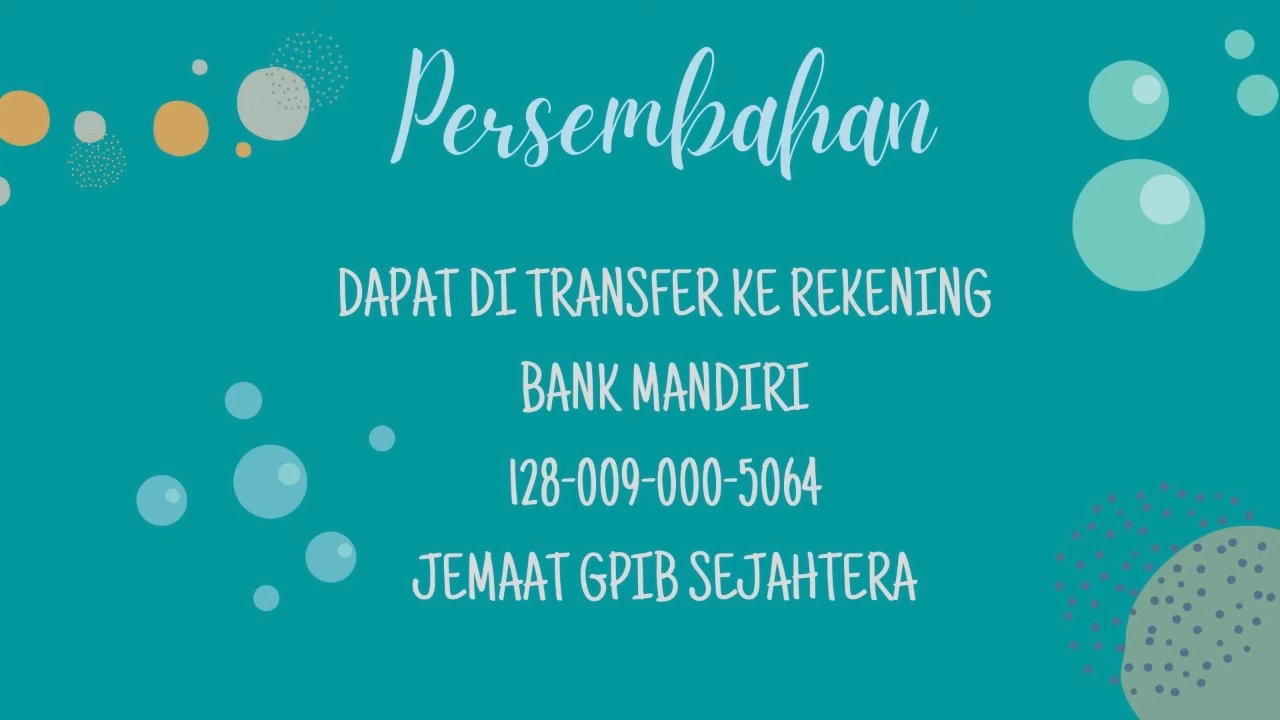 Persembahan
DAPAT DI TRANSFER KE REKENING
BANK MANDIRI
128-009-000-5064
JEMAAT GPIB SEJAHTERA